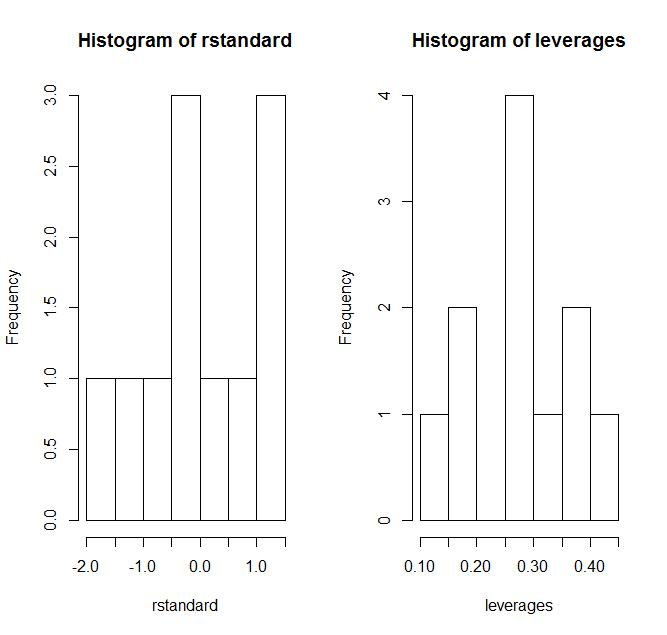 Histogram of rstandard
Frequency
0.0 0.5 1.0 1.5 2.0 2.5 3.0
-2.0 -1.0 0.0 1.0
rstandard
Histogram of leverages
Frequency
0 1 2 3 4
0.10 0.20 0.30 0.40
leverages